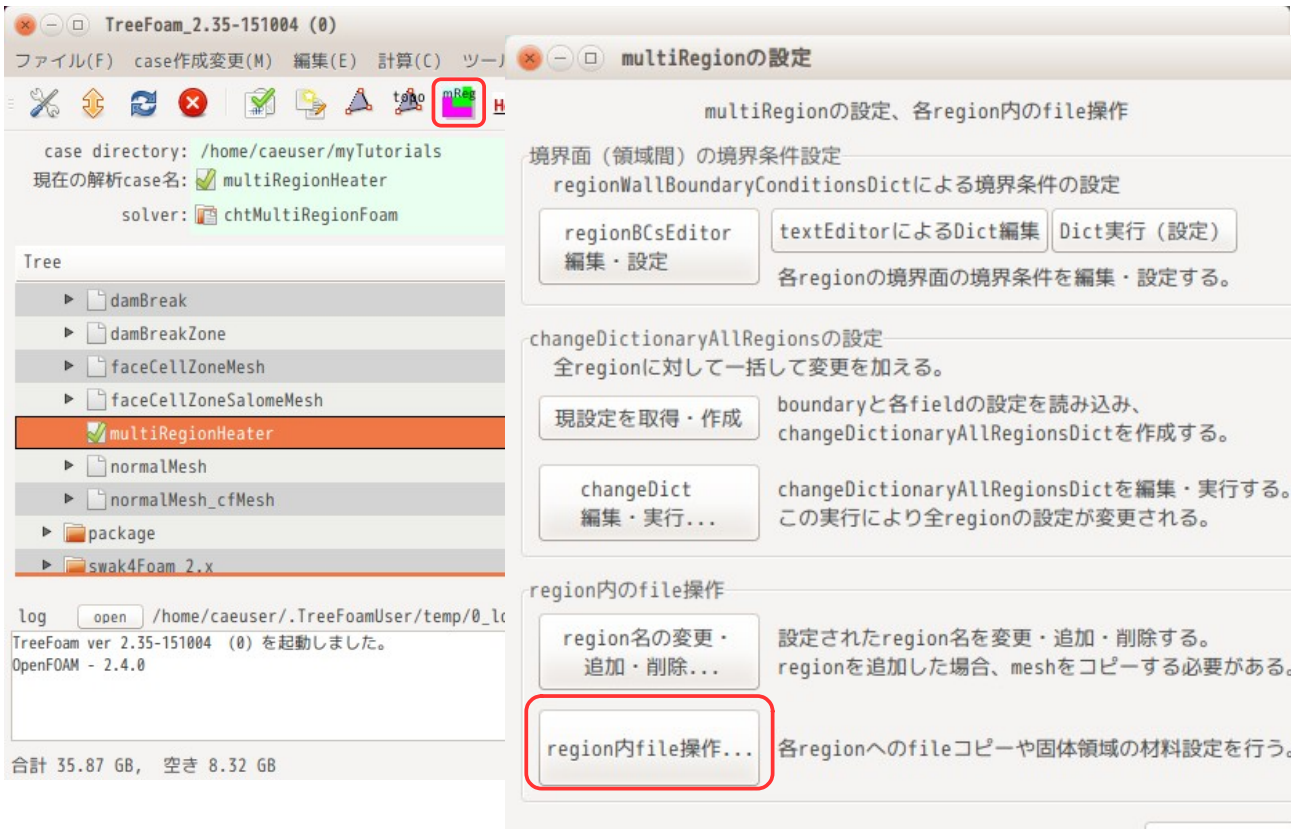 TreeFoam_2.35-151004 (0)
ファイル(F) case作成変更(M) 編集(E) 計算(C) ツール
topo
mReg
case directory: /home/caeuser/myTutorials
現在の解析case名: multiRegionHeater
solver: chtMultiRegionFoam
Tree
damBreak
damBreakZone
faceCellZoneMesh
faceCellZoneSalomeMesh
multiRegionHeater
normalMesh
normalMesh_cfMesh
package
swak4Foam_2.x
log open /home/caeuser/.TreeFoamUser/temp/0_lo
TreeFoam ver 2.35-151004 (0) を起動しました。
OpenFOAM - 2.4.0
合計 35.87 GB, 空き 8.32 GB
multiRegionの設定
multiRegionの設定、各region内のfile操作
境界面（領域間）の境界条件設定
regionWallBoundaryConditionsDictによる境界条件の設定
regionBCsEditor
編集・設定
textEditorによるDict編集
Dict実行（設定）
各regionの境界面の境界条件を編集・設定する。
changeDictionaryAllRegionsの設定
全regionに対して一括して変更を加える。
現設定を取得・作成
boundaryと各fieldの設定を読み込み、
changeDictionaryAllRegionsDictを作成する。
changeDict
編集・実行...
changeDictionaryAllRegionsDictを編集・実行する。
この実行により全regionの設定が変更される。
region内のfile操作
region名の変更・
追加・削除...
設定されたregion名を変更・追加・削除する。
regionを追加した場合、meshをコピーする必要がある。
region内file操作...
各regionへのfileコピーや固体領域の材料設定を行う。